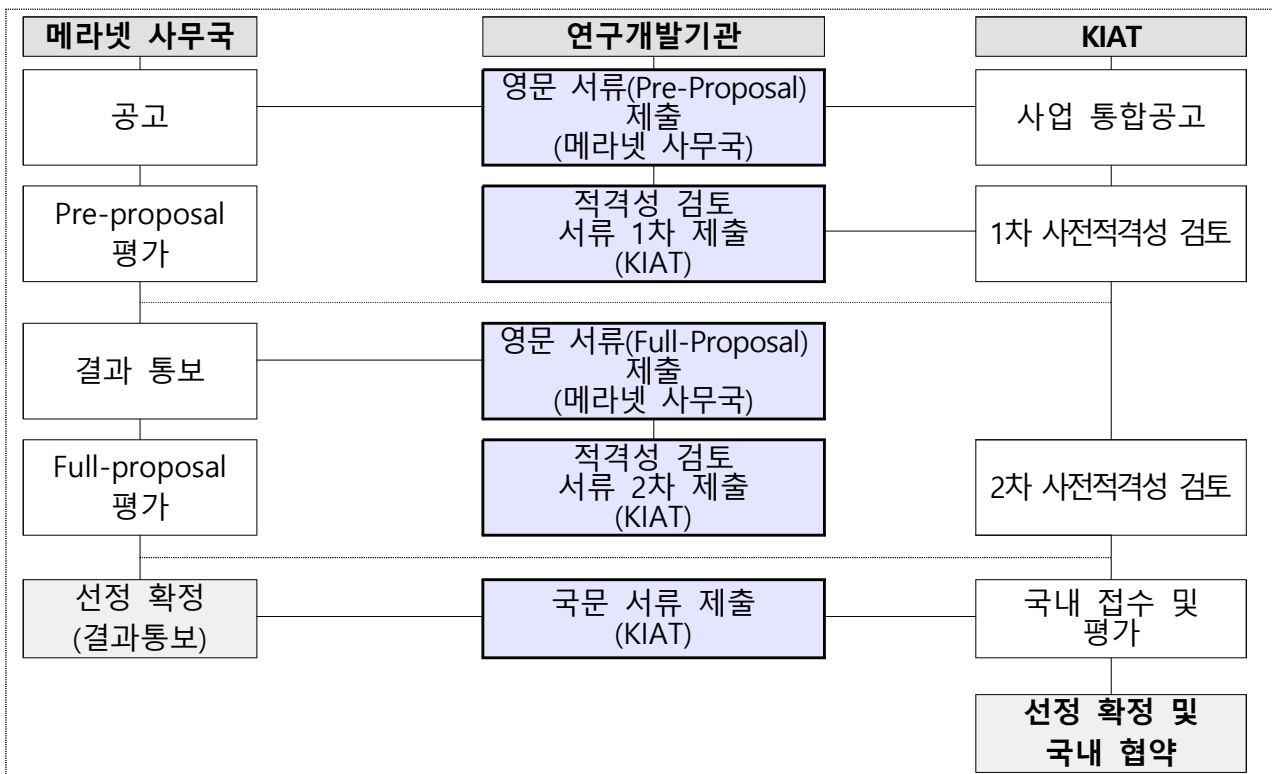 메라넷 사무국
연구개발기관
KIAT
공고
영문 서류(Pre-Proposal)
제출
(메라넷 사무국)
사업 통합공고
Pre-proposal
평가
적격성 검토
서류 1차 제출
(KIAT)
1차 사전적격성 검토
결과 통보
영문 서류(Full-Proposal)
제출
(메라넷 사무국)
Full-proposal
평가
적격성 검토
서류 2차 제출
(KIAT)
2차 사전적격성 검토
선정 확정
(결과통보)
국문 서류 제출
(KIAT)
국내 접수 및
평가
선정 확정 및
국내 협약